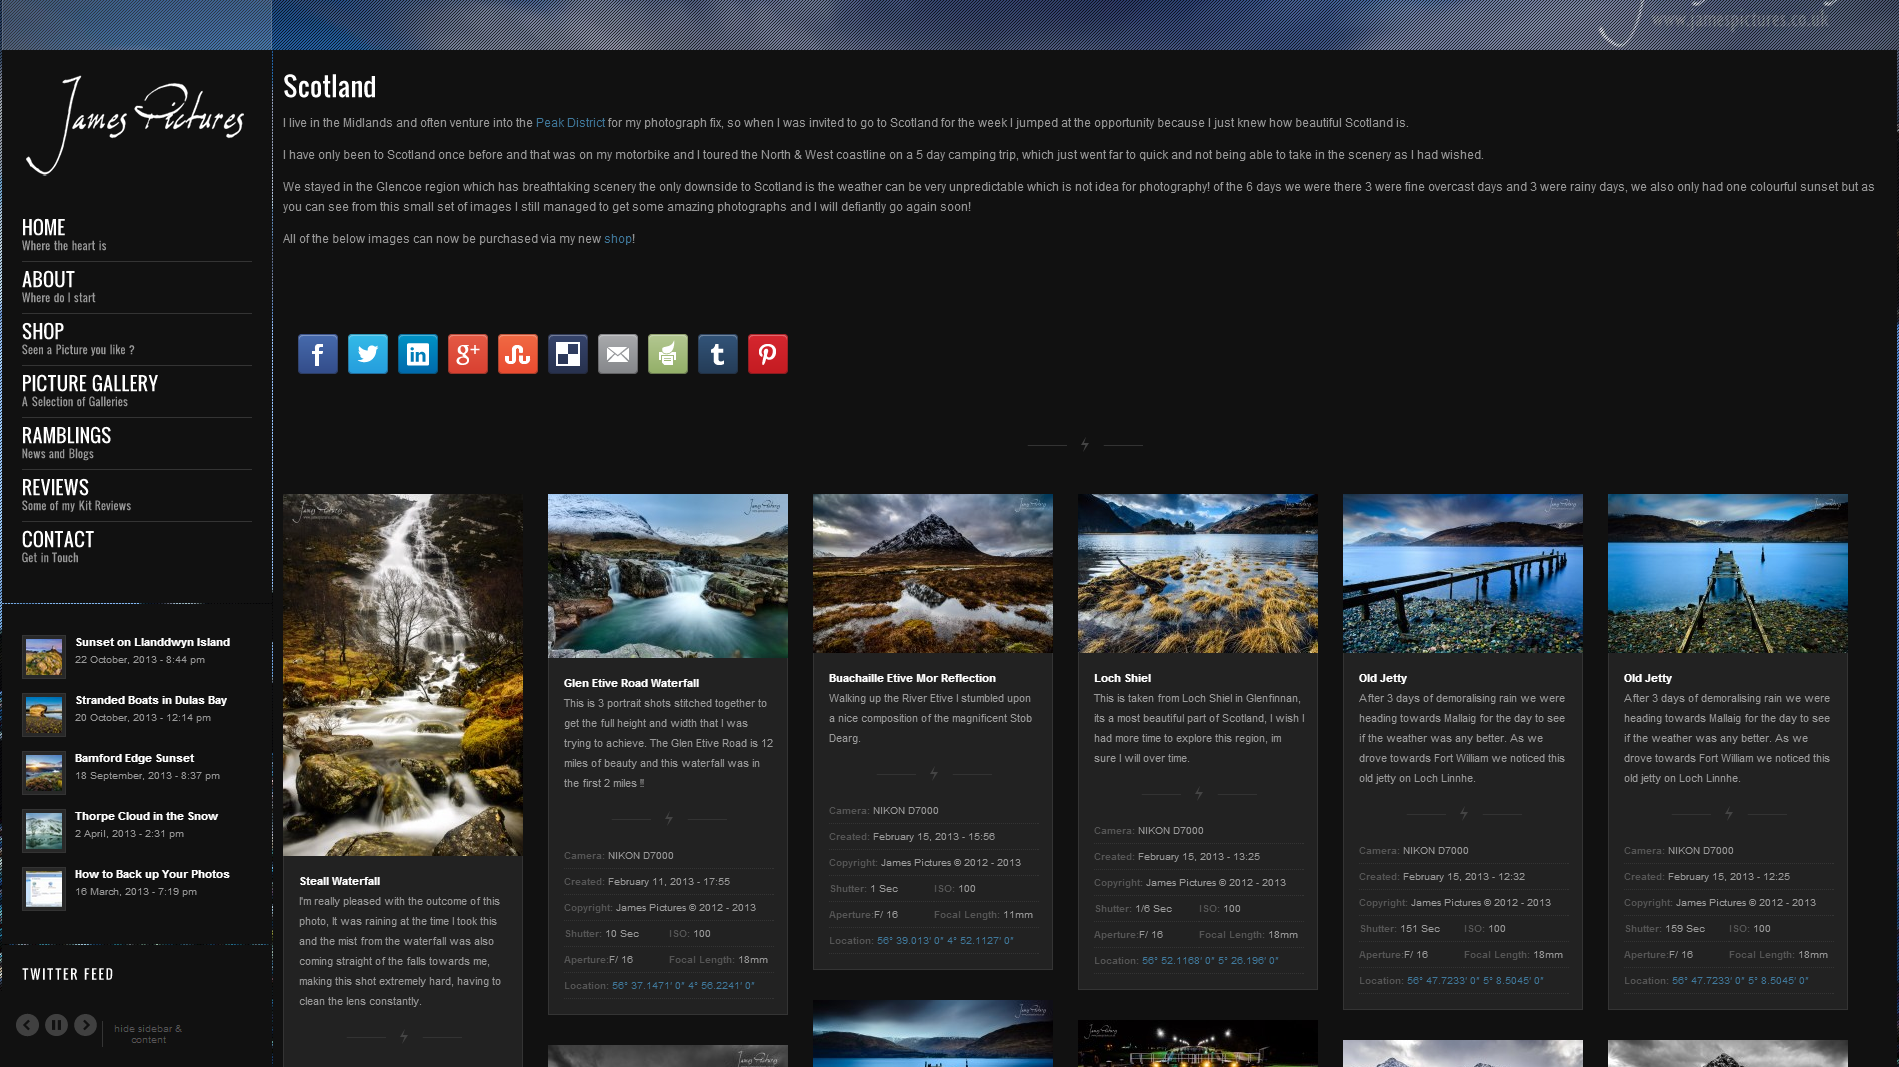 www.jamespictures.co.uk
James Pictures
HOME
Where the heart is
ABOUT
Where do I start
SHOP
Seen a Picture you like ?
PICTURE GALLERY
A Selection of Galleries
RAMBLINGS
News and Blogs
REVIEWS
Some of my Kit Reviews
CONTACT
Get in Touch
Sunset on Llanddwyn Island
22 October, 2013 - 8:44 pm
Stranded Boats in Dulas Bay
20 October, 2013 - 12:14 pm
Bamford Edge Sunset
18 September, 2013 - 8:37 pm
Thorpe Cloud in the Snow
2 April, 2013 - 2:31 pm
How to Back up Your Photos
16 March, 2013 - 7:19 pm
TWITTER FEED
hide sidebar &
content
Scotland
I live in the Midlands and often venture into the Peak District for my photograph fix, so when I was invited to go to Scotland for the week I jumped at the opportunity because I just knew how beautiful Scotland is.
I have only been to Scotland once before and that was on my motorbike and I toured the North & West coastline on a 5 day camping trip, which just went far to quick and not being able to take in the scenery as I had wished.
We stayed in the Glencoe region which has breathtaking scenery the only downside to Scotland is the weather can be very unpredictable which is not idea for photography! of the 6 days we were there 3 were fine overcast days and 3 were rainy days, we also only had one colourful sunset but as
you can see from this small set of images I still managed to get some amazing photographs and I will defiantly go again soon!
All of the below images can now be purchased via my new shop!
Steall Waterfall
I'm really pleased with the outcome of this
photo, It was raining at the time I took this
and the mist from the waterfall was also
coming straight of the falls towards me,
making this shot extremely hard, having to
clean the lens constantly.
Glen Etive Road Waterfall
This is 3 portrait shots stitched together to
get the full height and width that I was
trying to achieve. The Glen Etive Road is 12
miles of beauty and this waterfall was in
the first 2 miles !!
Camera: NIKON D7000
Created: February 11, 2013 - 17:55
Copyright: James Pictures © 2012 - 2013
Shutter: 10 Sec ISO: 100
Aperture:F/ 16 Focal Length: 18mm
Location: 56° 37.1471' 0" 4° 56.2241' 0"
Buachaille Etive Mor Reflection
Walking up the River Etive I stumbled upon
a nice composition of the magnificent Stob
Dearg.
Camera: NIKON D7000
Created: February 15, 2013 - 15:56
Copyright: James Pictures © 2012 - 2013
Shutter: 1 Sec ISO: 100
Aperture:F/ 16 Focal Length: 11mm
Location: 56° 39.013' 0" 4° 52.1127' 0"
Loch Shiel
This is taken from Loch Shiel in Glenfinnan,
its a most beautiful part of Scotland, I wish I
had more time to explore this region, im
sure I will over time.
Camera: NIKON D7000
Created: February 15, 2013 - 13:25
Copyright: James Pictures © 2012 - 2013
Shutter: 1/6 Sec ISO: 100
Aperture:F/ 16 Focal Length: 18mm
Location: 56° 52.1168' 0" 5° 26.196' 0"
Old Jetty
After 3 days of demoralising rain we were
heading towards Mallaig for the day to see
if the weather was any better. As we
drove towards Fort William we noticed this
old jetty on Loch Linnhe.
Camera: NIKON D7000
Created: February 15, 2013 - 12:32
Copyright: James Pictures © 2012 - 2013
Shutter: 151 Sec ISO: 100
Aperture:F/ 16 Focal Length: 18mm
Location: 56° 47.7233' 0" 5° 8.5045' 0"
Old Jetty
After 3 days of demoralising rain we were
heading towards Mallaig for the day to see
if the weather was any better. As we
drove towards Fort William we noticed this
old jetty on Loch Linnhe.
Camera: NIKON D7000
Created: February 15, 2013 - 12:25
Copyright: James Pictures © 2012 - 2013
Shutter: 159 Sec ISO: 100
Aperture:F/ 16 Focal Length: 18mm
Location: 56° 47.7233' 0" 5° 8.5045' 0"